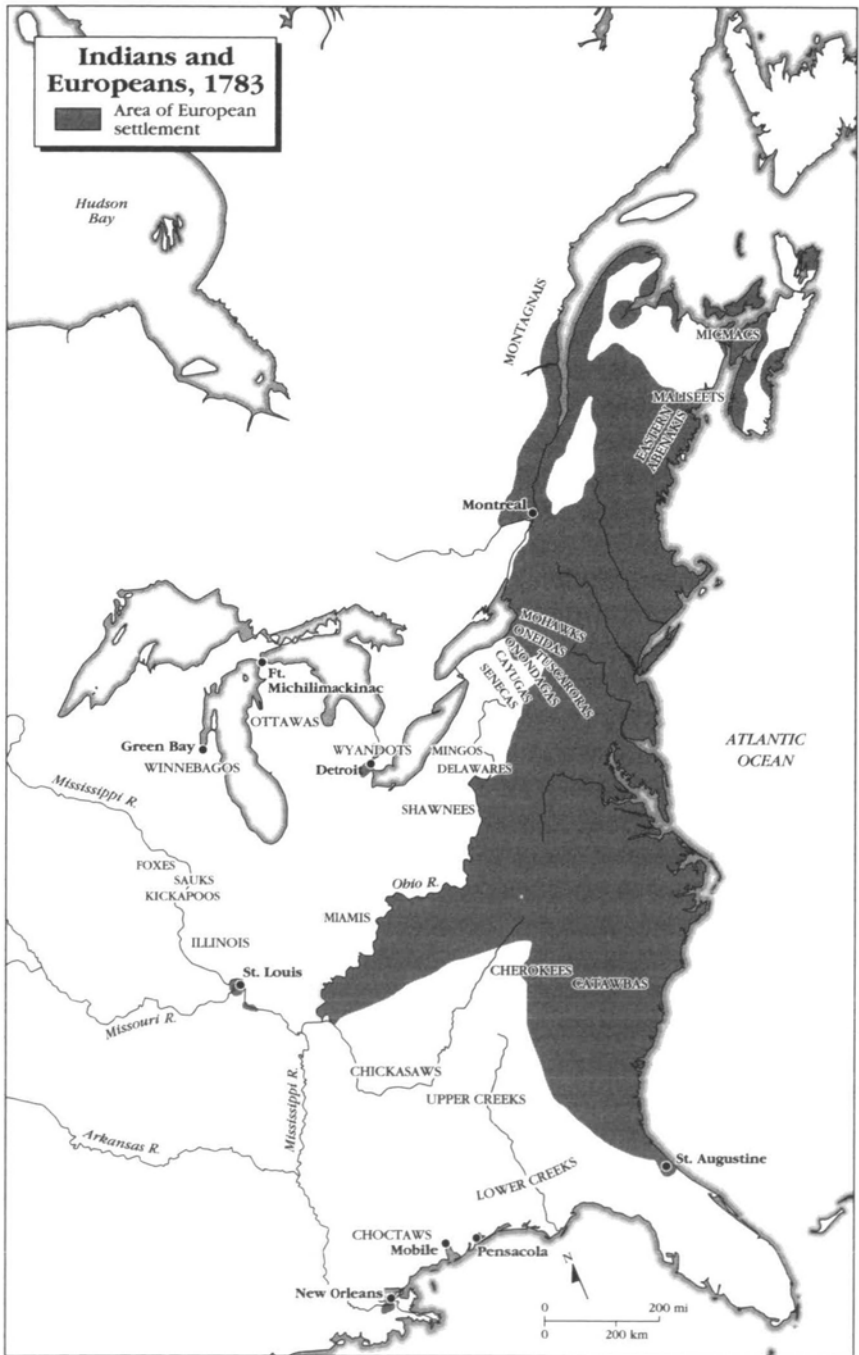 Indians and
Europeans, 1783
Area of European
settlement
Hudson
Bay
MONTAGNAIS
MICMACS
MALISEETS
EASTERN
ABENAKIS
Montreal
MOHAWKS
ONEIDAS
TUSCARORAS
ONONDAGAS
CAYUGAS
SENECAS
Ft.
Michilimackinac
OTTAWAS
Green Bay
WINNEBAGOS
WYANDOTS
Detroit
MINGOS
DELAWARES
ATLANTIC
OCEAN
Mississippi R.
SHAWNEES
FOXES
SAUKS
KICKAPOOS
Ohio R.
MIAMIS
ILLINOIS
St. Louis
CHEROKEES
CATAWBAS
Missouri R.
CHICKASAWS
Mississippi R.
UPPER CREEKS
Arkansas R.
St. Augustine
LOWER CREEKS
CHOCTAWS
Mobile
Pensacola
New Orleans
N
0 200 mi
0 200 km